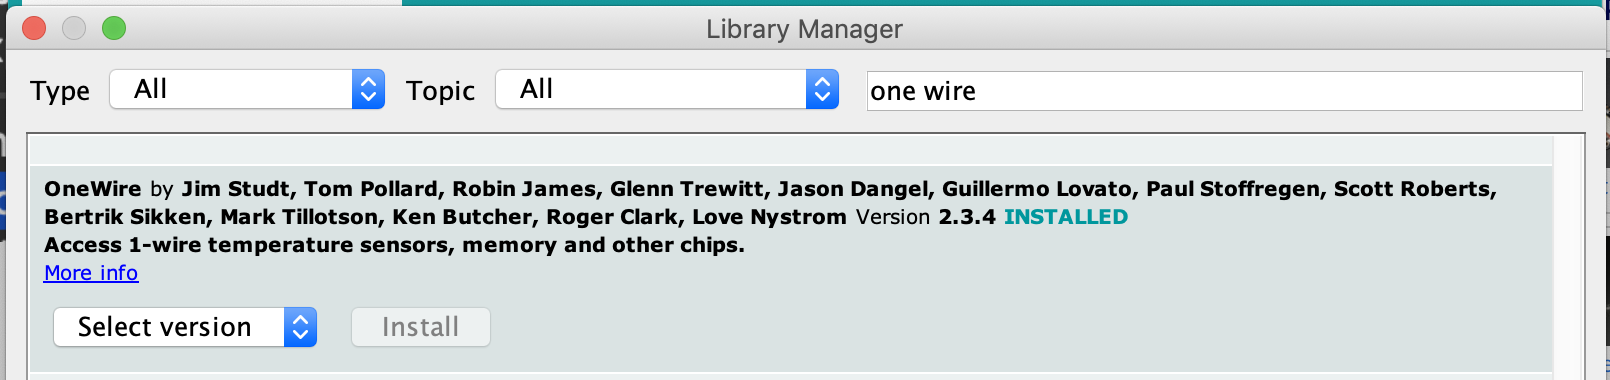 Library Manager
Type All Topic All one wire
OneWire by Jim Studt, Tom Pollard, Robin James, Glenn Trewitt, Jason Dangel, Guillermo Lovato, Paul Stoffregen, Scott Roberts,
Bertrik Sikken, Mark Tillotson, Ken Butcher, Roger Clark, Love Nystrom Version 2.3.4 INSTALLED
Access 1-wire temperature sensors, memory and other chips.
More info
Select version Install